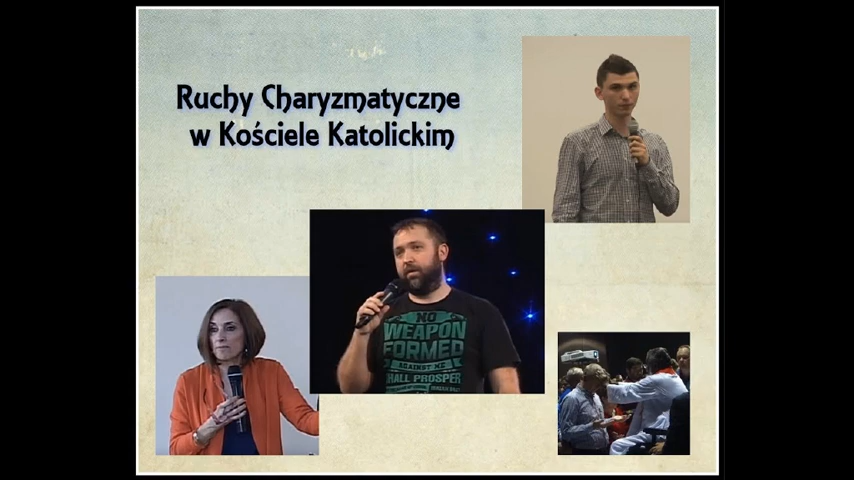 Ruchy Charyzmatyczne
w Kościele Katolickim
NO
WEAPON
FORMED
AGAINST ME
SHALL PROSPER